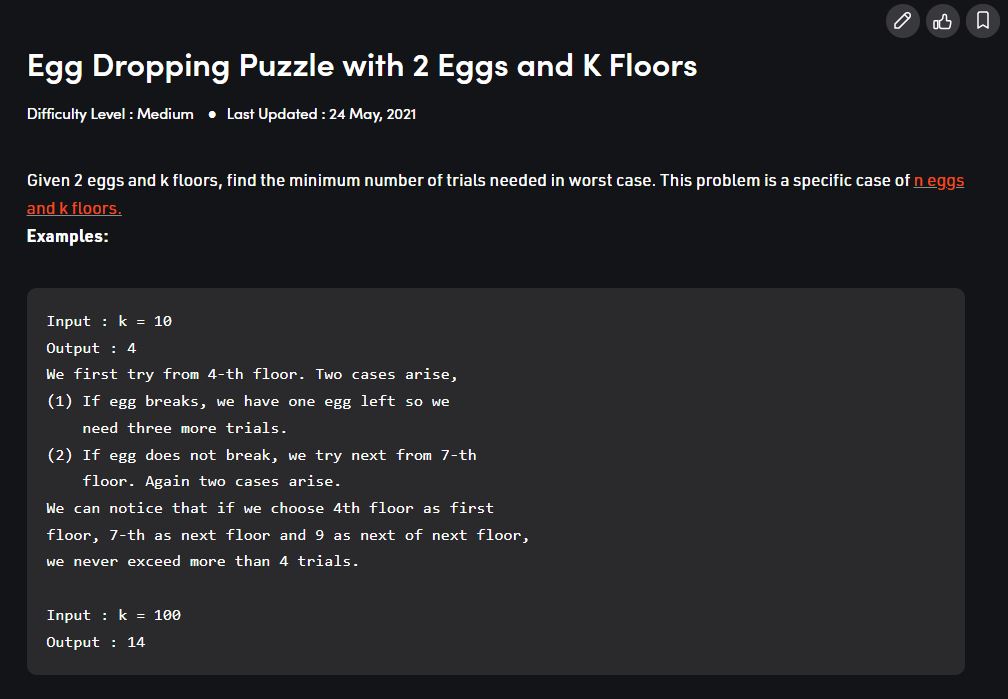 Egg Dropping Puzzle with 2 Eggs and K Floors
Difficulty Level : Medium ● Last Updated : 24 May, 2021
Given 2 eggs and k floors, find the minimum number of trials needed in worst case. This problem is a specific case of n eggs
and k floors.
Examples:
Input : k = 10
Output : 4
We first try from 4-th floor. Two cases arise,
(1) If egg breaks, we have one egg left so we
need three more trials.
(2) If egg does not break, we try next from 7-th
floor. Again two cases arise.
We can notice that if we choose 4th floor as first
floor, 7-th as next floor and 9 as next of next floor,
we never exceed more than 4 trials.
Input : k = 100
Output : 14